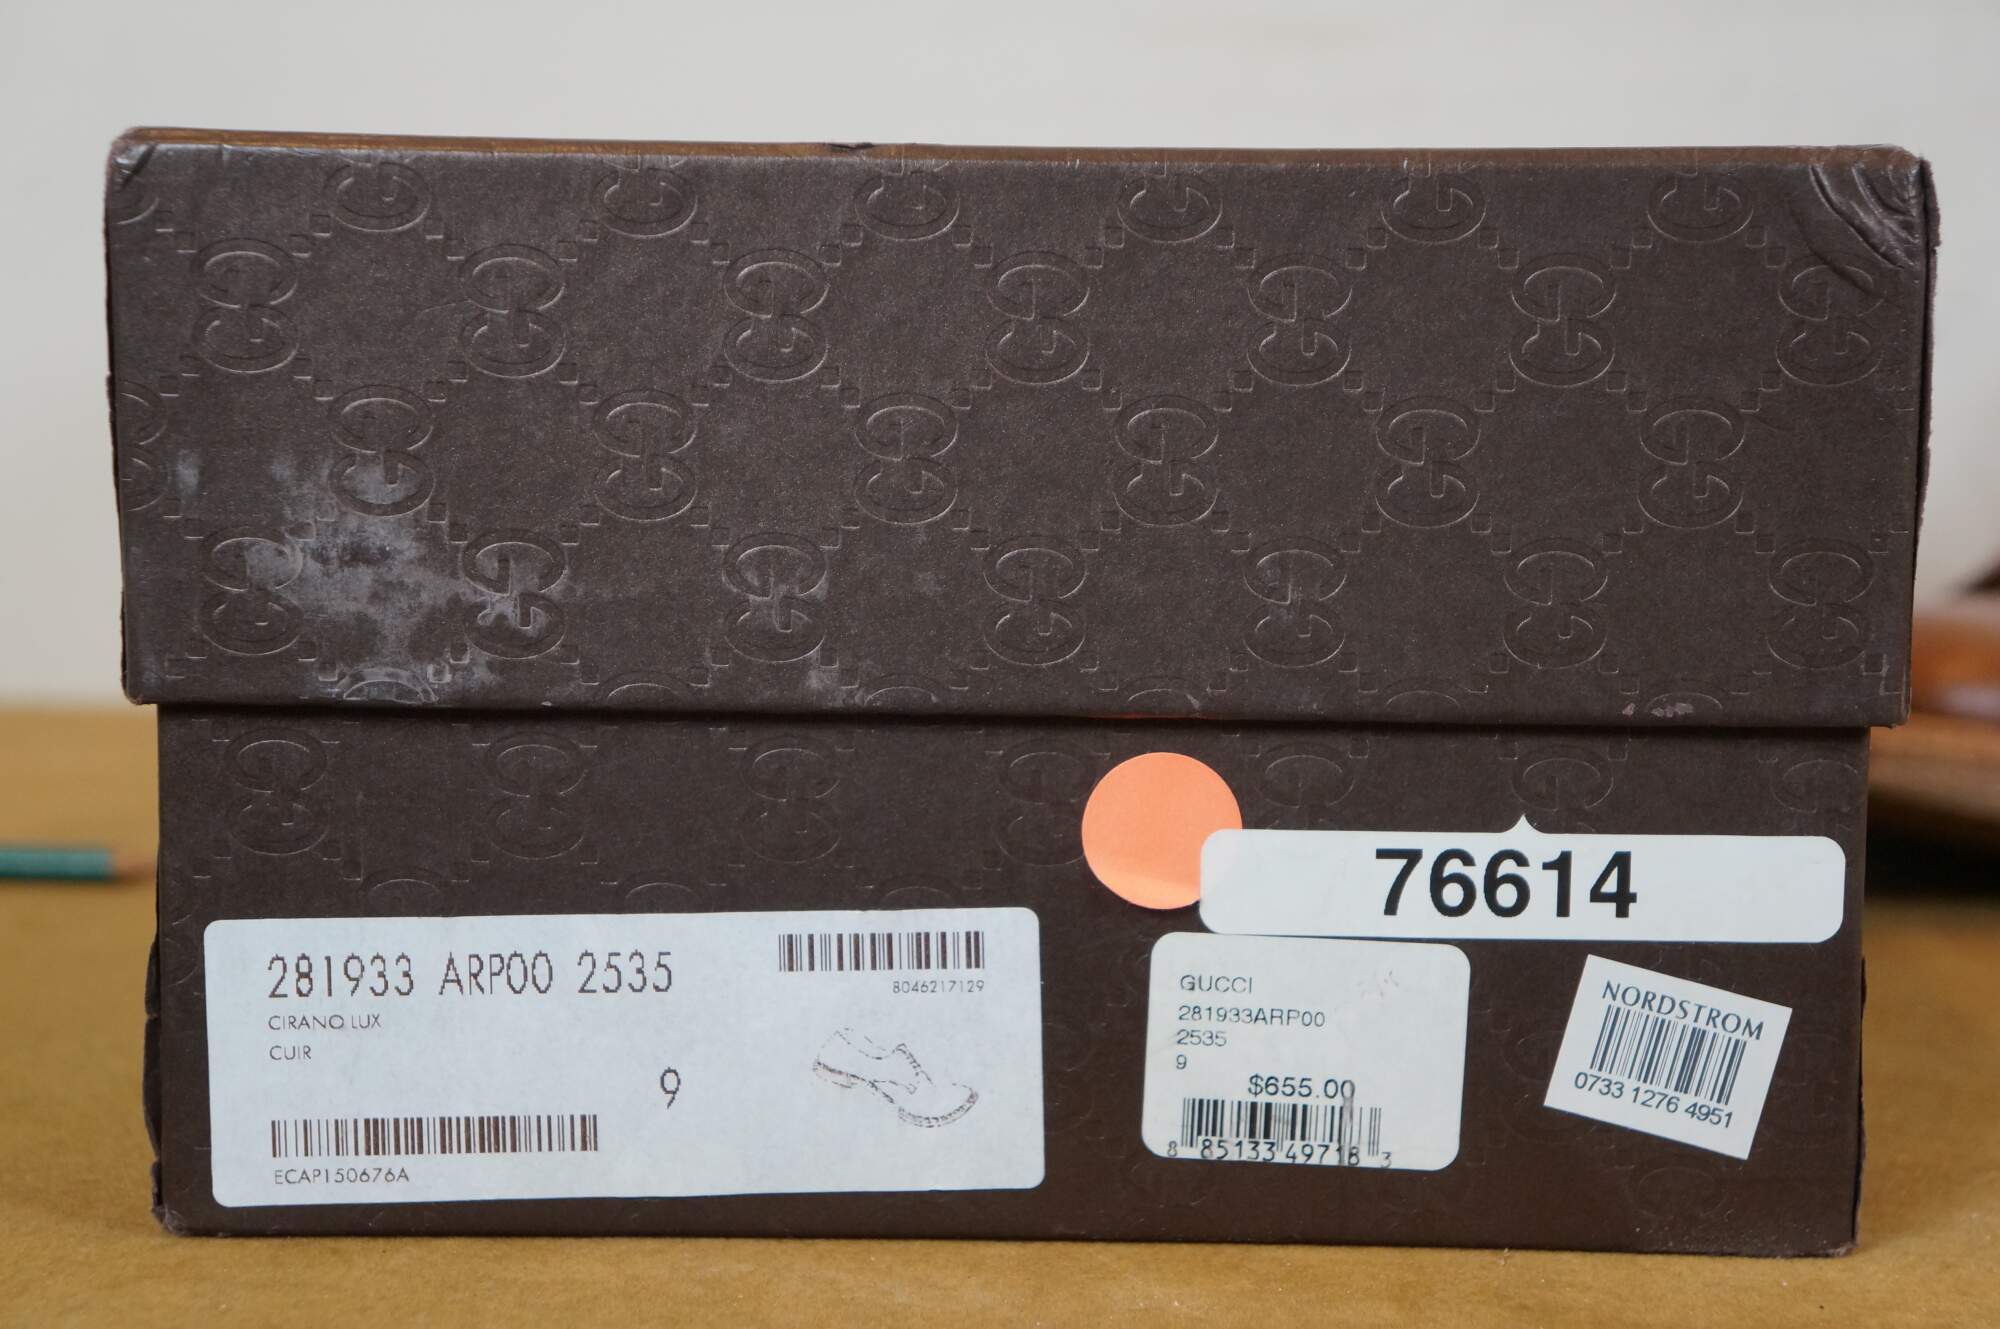 76614
281933 ARP00 2535
8046217129
CIRANO LUX
CUIR
9
ECAP150676A
GUCCI
281933ARP00
2535
9
$655.00
8 85133 49718 3
NORDSTROM
0733 1276 4951